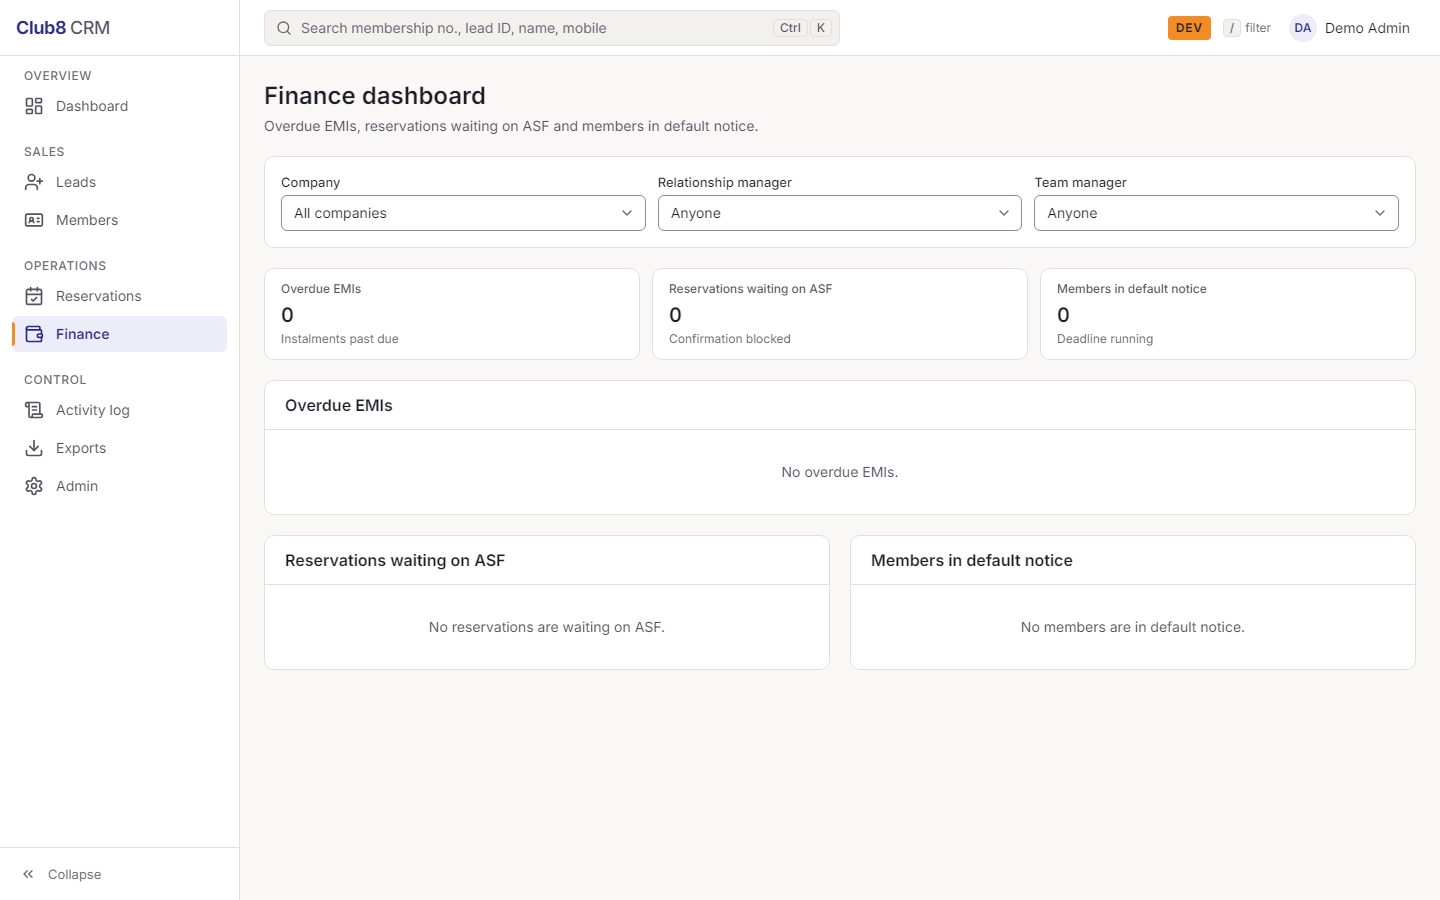 Club8 CRM
Search membership no., lead ID, name, mobile
Ctrl K
DEV
/ filter
DA
Demo Admin
OVERVIEW
Dashboard
SALES
Leads
Members
OPERATIONS
Reservations
Finance
CONTROL
Activity log
Exports
Admin
Collapse
Finance dashboard
Overdue EMIs, reservations waiting on ASF and members in default notice.
Company
All companies
Relationship manager
Anyone
Team manager
Anyone
Overdue EMIs
0
Instalments past due
Reservations waiting on ASF
0
Confirmation blocked
Members in default notice
0
Deadline running
Overdue EMIs
No overdue EMIs.
Reservations waiting on ASF
No reservations are waiting on ASF.
Members in default notice
No members are in default notice.